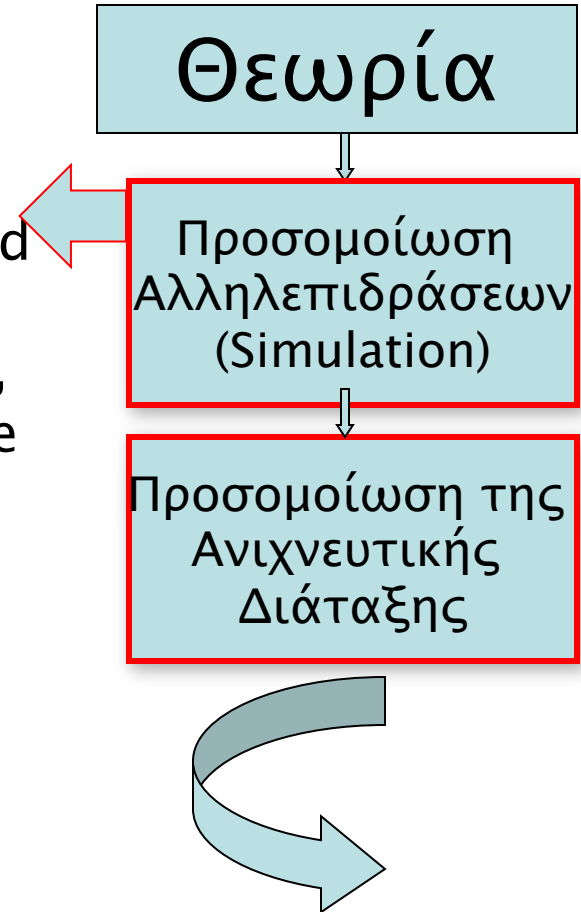 Θεωρία
d
Προσομοίωση
Αλληλεπιδράσεων
(Simulation)
,
e
Προσομοίωση της
Ανιχνευτικής
Διάταξης